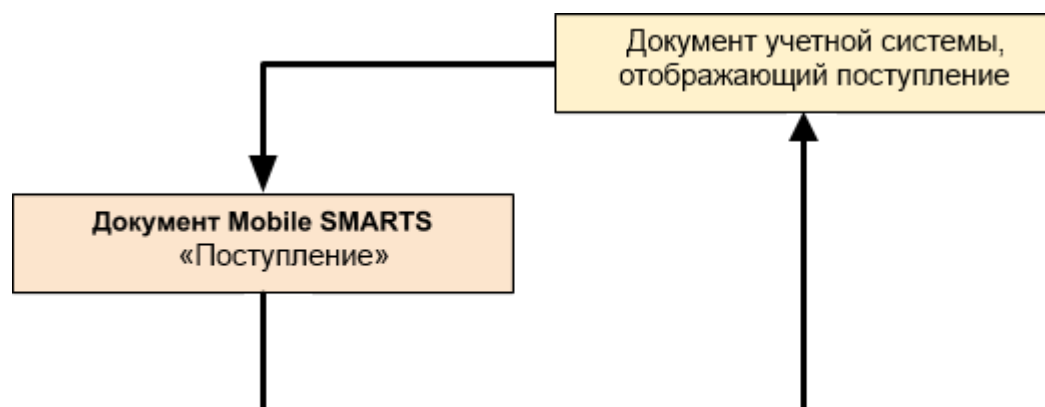 Документ учетной системы,
отображающий поступление
Документ Mobile SMARTS
«Поступление»